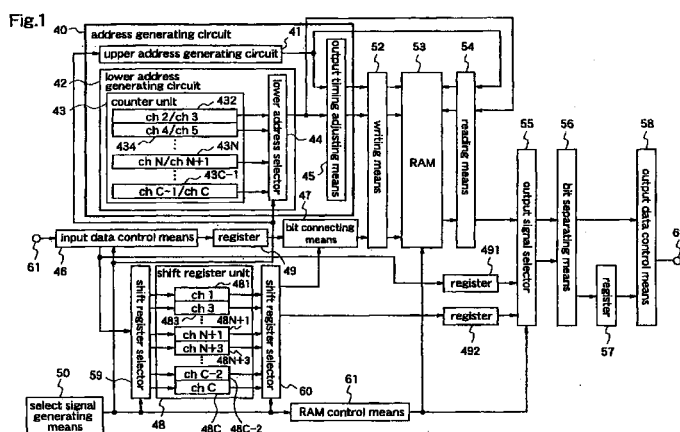 Fig.1
40
address generating circuit
41
upper address generating circuit
42
lower address generating circuit
43
counter unit
432
ch 2/ch 3
434
ch 4/ch 5
43N
ch N/ch N+1
43C-1
ch C-1/ch C
lower address selector
44
output timing adjusting means
45
52
writing means
53
RAM
54
reading means
55
output signal selector
56
bit separating means
58
output data control means
6
47
bit connecting means
61
input data control means
46
register
49
shift register unit
481
ch 1
ch 3
483
48N+1
ch N+1
ch N+3
48N+3
ch C-2
ch C
48
48C
48C-2
shift register selector
59
shift register selector
60
register
491
register
492
register
57
50
select signal generating means
61
RAM control means